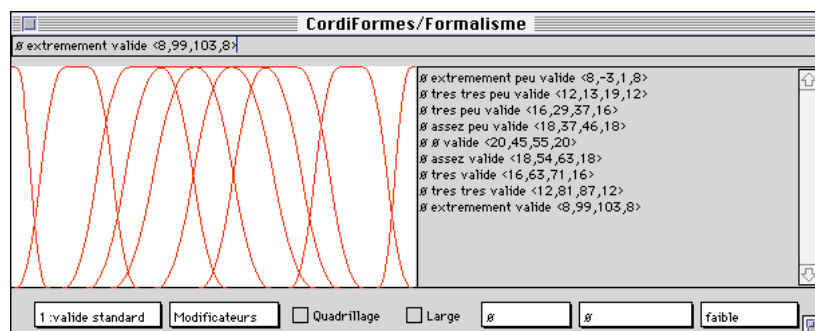 CordiFormes/Formalisme
ø extremement valide <8,99,103,8>
ø extremement peu valide <8,-3,1,8>
ø tres tres peu valide <12,13,19,12>
ø tres peu valide <16,29,37,16>
ø assez peu valide <18,37,46,18>
ø ø valide <20,45,55,20>
ø assez valide <18,54,63,18>
ø tres valide <16,63,71,16>
ø tres tres valide <12,81,87,12>
ø extremement valide <8,99,103,8>
1 :valide standard Modificateurs Quadrillage Large ø ø faible